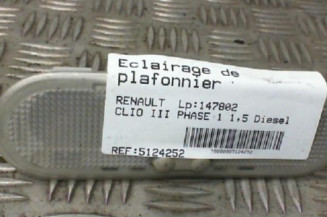 Eclairage de
plafonnier
RENAULT Lp:147802
CLIO III PHASE 1 1,5 Diesel
REF:5124252